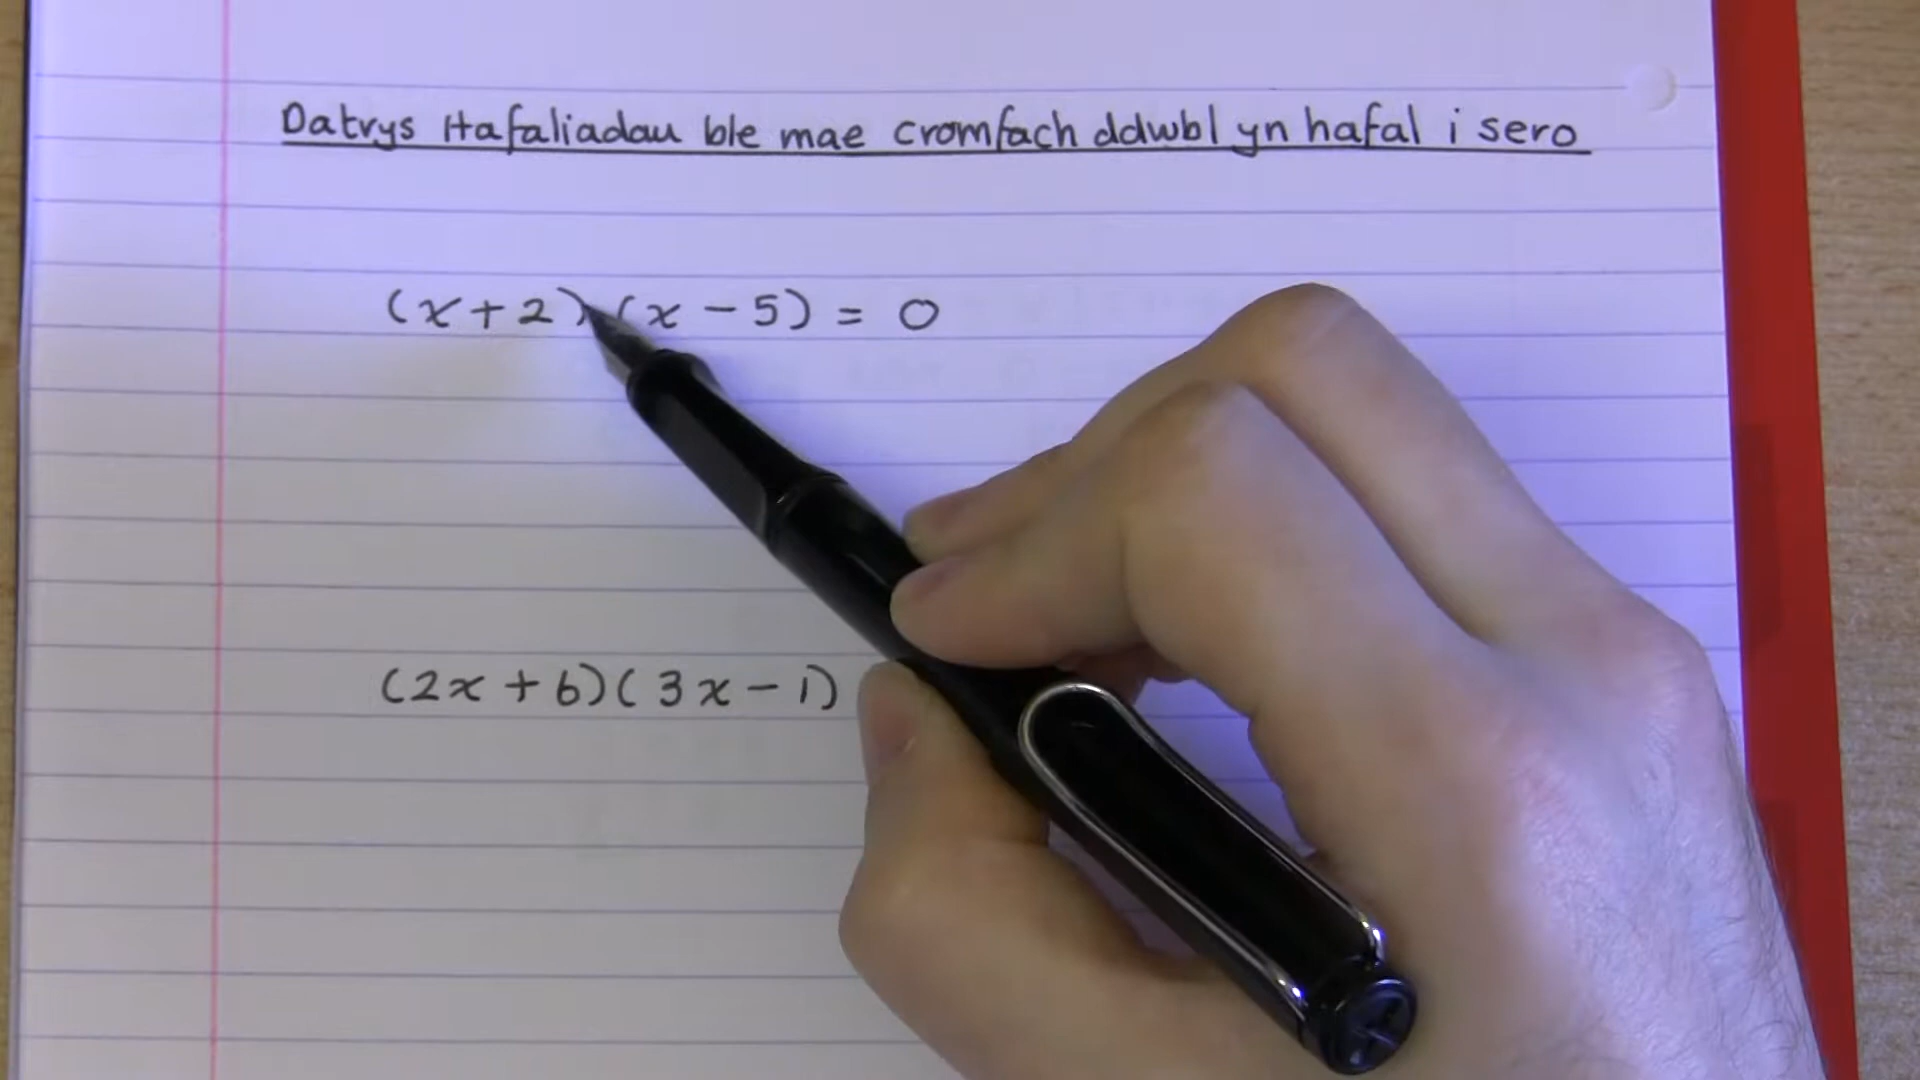 Datrys Hafaliadau ble mae cromfach ddwbl yn hafal i sero
(x+2)(x-5) = 0
(2x+6)(3x-1)